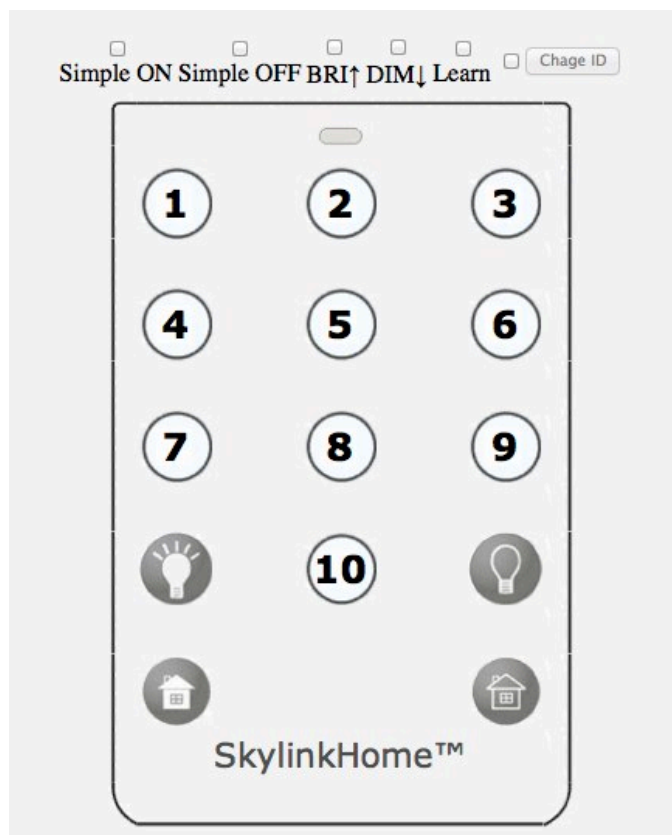 Simple ON Simple OFF BRI↑ DIM↓ Learn Chage ID
1 2 3
4 5 6
7 8 9
10
SkylinkHome™